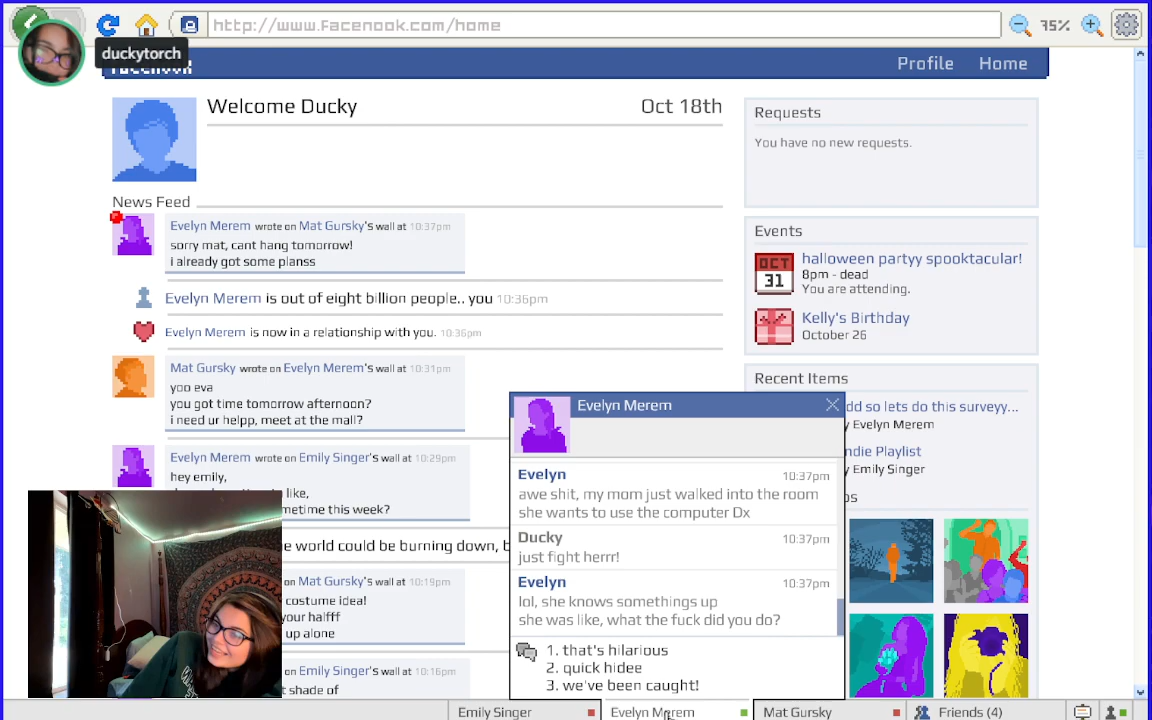 http://www.Facenook.com/home
75%
duckytorch
Facenook
Profile
Home
Welcome Ducky
Oct 18th
News Feed
Evelyn Merem wrote on Mat Gursky's wall at 10:37pm
sorry mat, cant hang tomorrow!
i already got some planss
Evelyn Merem is out of eight billion people.. you 10:36pm
Evelyn Merem is now in a relationship with you. 10:36pm
Mat Gursky wrote on Evelyn Merem's wall at 10:31pm
yoo eva
you got time tomorrow afternoon?
i need ur helpp, meet at the mall?
Evelyn Merem wrote on Emily Singer's wall at 10:29pm
hey emily,
like,
metime this week?
e world could be burning down, b
on Mat Gursky's wall at 10:19pm
costume idea!
your halfff
up alone
on Emily Singer's wall at 10:16pm
t shade of
Requests
You have no new requests.
Events
OCT
31
halloween partyy spooktacular!
8pm - dead
You are attending.
Kelly's Birthday
October 26
Recent Items
dd so lets do this surveyy...
y Evelyn Merem
ndie Playlist
y Emily Singer
os
Evelyn Merem
Evelyn 10:37pm
awe shit, my mom just walked into the room
she wants to use the computer Dx
Ducky 10:37pm
just fight herrr!
Evelyn 10:37pm
lol, she knows somethings up
she was like, what the fuck did you do?
1. that's hilarious
2. quick hidee
3. we've been caught!
Emily Singer
Evelyn Merem
Mat Gursky
Friends (4)